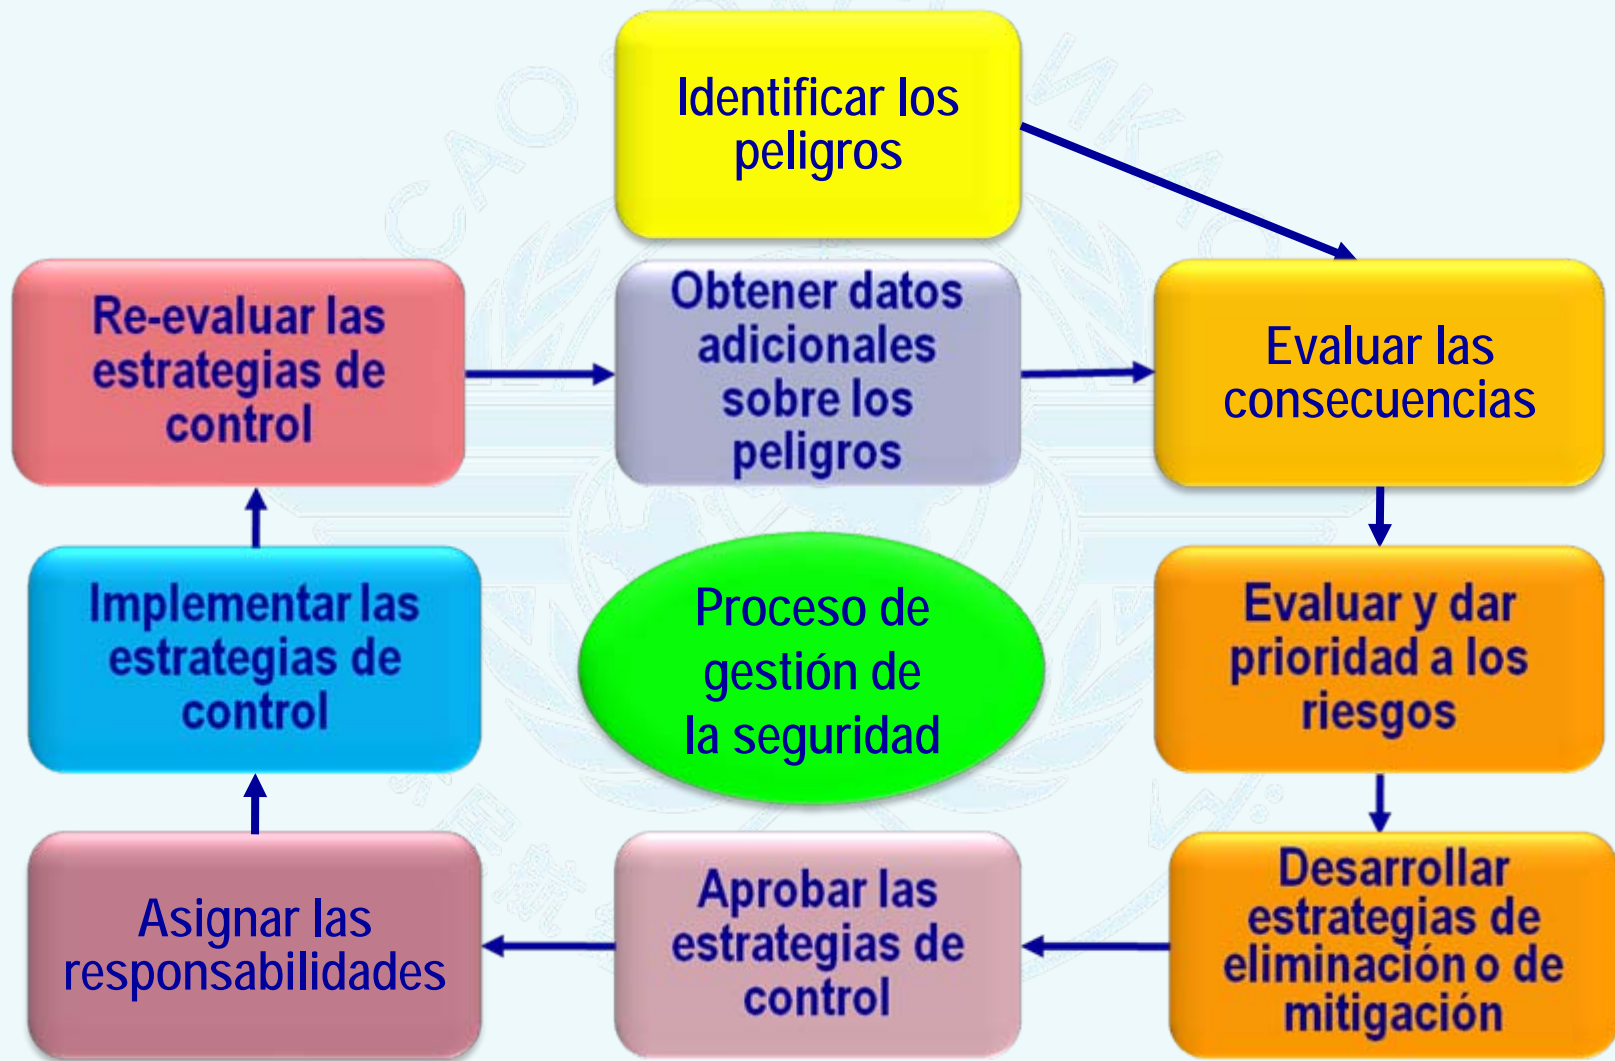 Identificar los
peligros
Re-evaluar las
estrategias de
control
Obtener datos
adicionales
sobre los
peligros
Evaluar las
consecuencias
Implementar las
estrategias de
control
Proceso de
gestión de
la seguridad
Evaluar y dar
prioridad a los
riesgos
Asignar las
responsabilidades
Aprobar las
estrategias de
control
Desarrollar
estrategias de
eliminación o de
mitigación